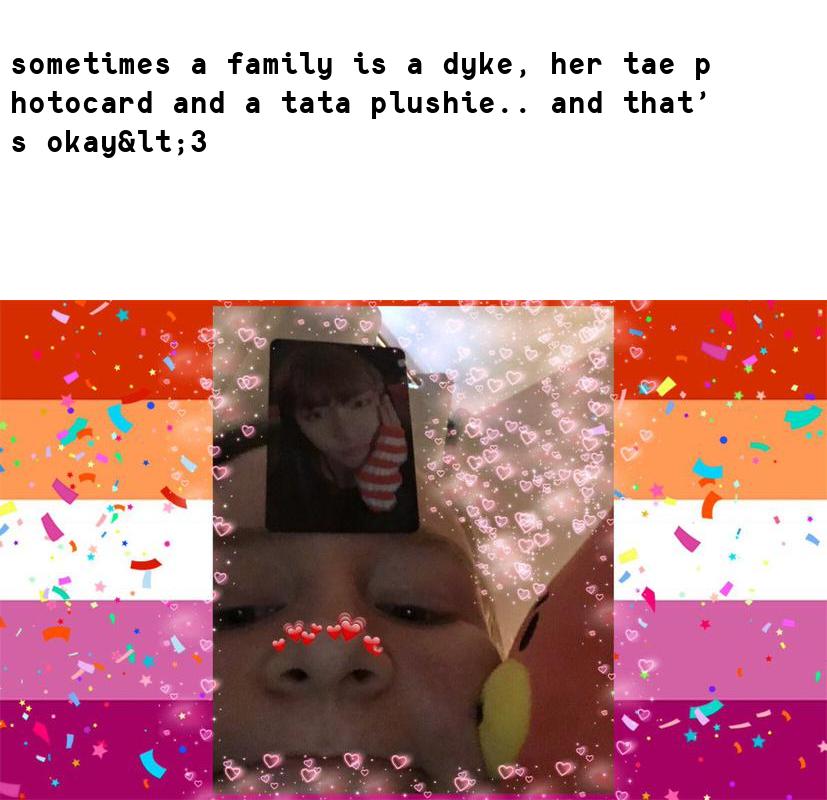 sometimes a family is a dyke, her tae p
hotocard and a tata plushie.. and that’
s okay&lt;3